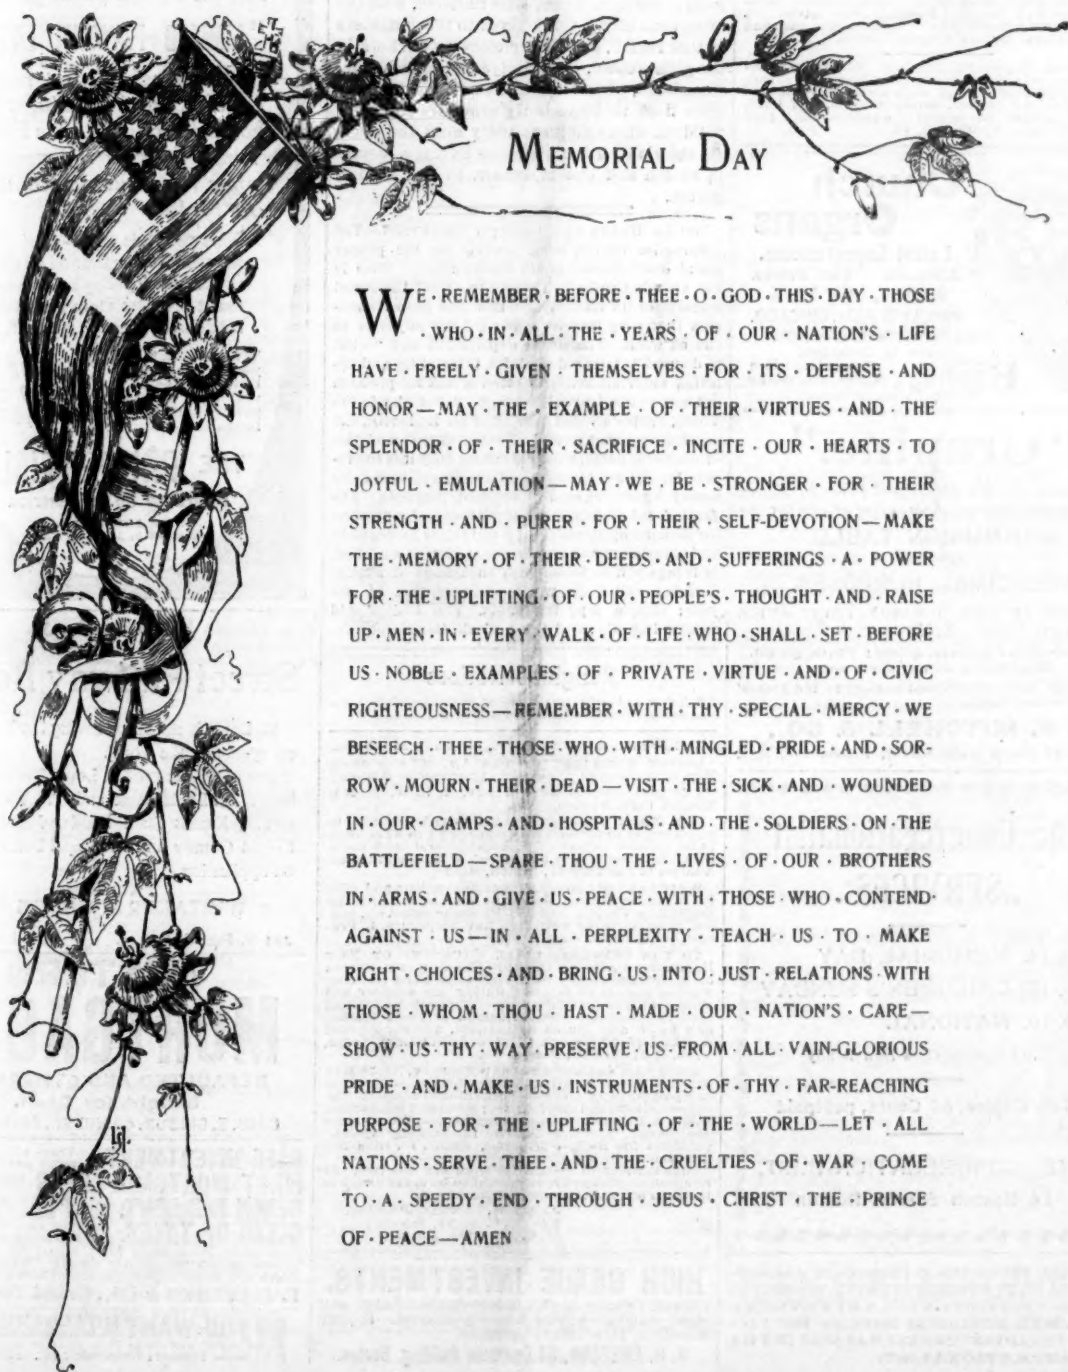 MEMORIAL DAY
WE · REMEMBER · BEFORE · THEE · O · GOD · THIS · DAY · THOSE
· WHO · IN · ALL · THE · YEARS · OF · OUR · NATION'S · LIFE
HAVE · FREELY · GIVEN · THEMSELVES · FOR · ITS · DEFENSE · AND
HONOR—MAY · THE · EXAMPLE · OF · THEIR · VIRTUES · AND · THE
SPLENDOR · OF · THEIR · SACRIFICE · INCITE · OUR · HEARTS · TO
JOYFUL · EMULATION—MAY · WE · BE · STRONGER · FOR · THEIR
STRENGTH · AND · PURER · FOR · THEIR · SELF-DEVOTION—MAKE
THE · MEMORY · OF · THEIR · DEEDS · AND · SUFFERINGS · A · POWER
FOR · THE · UPLIFTING · OF · OUR · PEOPLE'S · THOUGHT · AND · RAISE
UP · MEN · IN · EVERY · WALK · OF · LIFE · WHO · SHALL · SET · BEFORE
US · NOBLE · EXAMPLES · OF · PRIVATE · VIRTUE · AND · OF · CIVIC
RIGHTEOUSNESS—REMEMBER · WITH · THY · SPECIAL · MERCY · WE
BESEECH · THEE · THOSE · WHO · WITH · MINGLED · PRIDE · AND · SOR-
ROW · MOURN · THEIR · DEAD—VISIT · THE · SICK · AND · WOUNDED
IN · OUR · CAMPS · AND · HOSPITALS · AND · THE · SOLDIERS · ON · THE
BATTLEFIELD—SPARE · THOU · THE · LIVES · OF · OUR · BROTHERS
IN · ARMS · AND · GIVE · US · PEACE · WITH · THOSE · WHO · CONTEND ·
AGAINST · US—IN · ALL · PERPLEXITY · TEACH · US · TO · MAKE
RIGHT · CHOICES · AND · BRING · US · INTO · JUST · RELATIONS · WITH
THOSE · WHOM · THOU · HAST · MADE · OUR · NATION'S · CARE—
SHOW · US · THY · WAY · PRESERVE · US · FROM · ALL · VAIN-GLORIOUS
PRIDE · AND · MAKE · US · INSTRUMENTS · OF · THY · FAR-REACHING
PURPOSE · FOR · THE · UPLIFTING · OF · THE · WORLD—LET · ALL
NATIONS · SERVE · THEE · AND · THE · CRUELTIES · OF · WAR · COME
TO · A · SPEEDY · END · THROUGH · JESUS · CHRIST · THE · PRINCE
OF · PEACE—AMEN